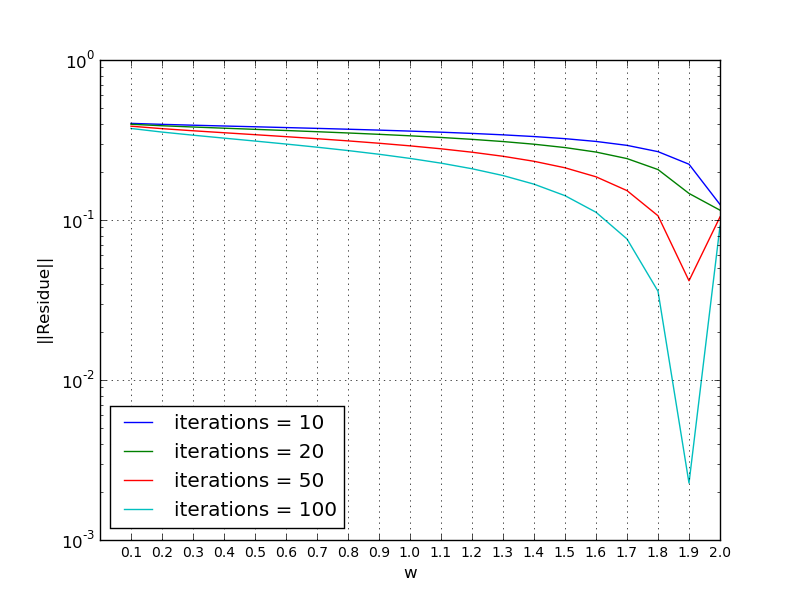 10^0
10^-1
10^-2
10^-3
||Residue||
iterations = 10
iterations = 20
iterations = 50
iterations = 100
0.1 0.2 0.3 0.4 0.5 0.6 0.7 0.8 0.9 1.0 1.1 1.2 1.3 1.4 1.5 1.6 1.7 1.8 1.9 2.0
w